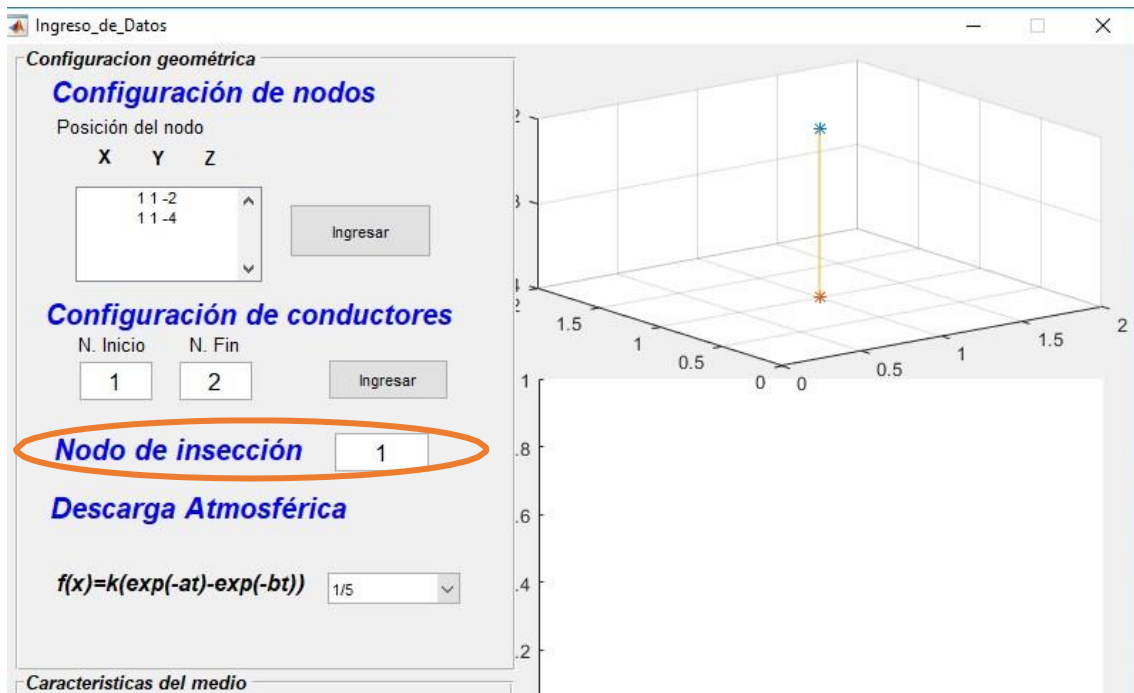 Ingreso_de_Datos
Configuracion geométrica
Configuración de nodos
Posición del nodo
X Y Z
1 1 -2
1 1 -4
Ingresar
Configuración de conductores
N. Inicio N. Fin
1 2 Ingresar
Nodo de insección 1
Descarga Atmosférica
f(x)=k(exp(-at)-exp(-bt)) 1/5
Caracteristicas del medio
2
1.5
1
0.5
0
0
0.5
1
1.5
2
1
.8
.6
.4
.2